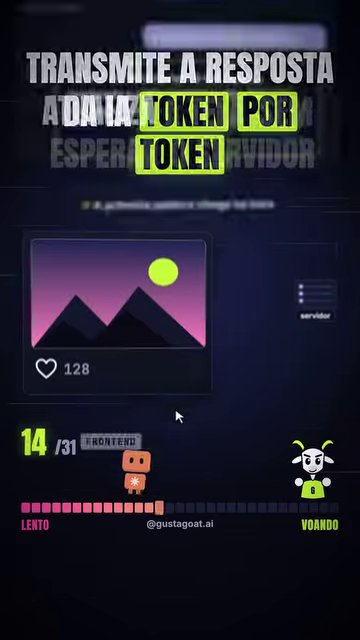 TRANSMITE A RESPOSTA
DA IA TOKEN POR
TOKEN
servidor
128
14 /31 FRONTEND
G
LENTO
@gustagoat.ai
VOANDO